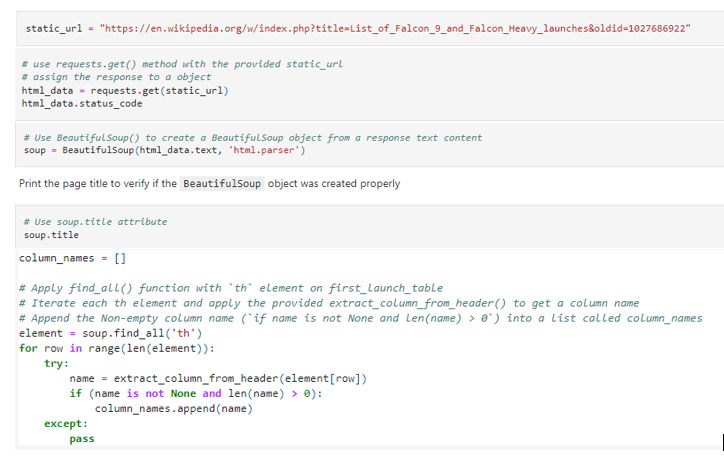 static_url = "https://en.wikipedia.org/w/index.php?title=List_of_Falcon_9_and_Falcon_Heavy_launches&oldid=1027686922"
# use requests.get() method with the provided static_url
# assign the response to a object
html_data = requests.get(static_url)
html_data.status_code
# Use BeautifulSoup() to create a BeautifulSoup object from a response text content
soup = BeautifulSoup(html_data.text, 'html.parser')
Print the page title to verify if the BeautifulSoup object was created properly
# Use soup.title attribute
soup.title
column_names = []
# Apply find_all() function with `th` element on first_launch_table
# Iterate each th element and apply the provided extract_column_from_header() to get a column name
# Append the Non-empty column name (`if name is not None and len(name) > 0`) into a list called column_names
element = soup.find_all('th')
for row in range(len(element)):
    try:
        name = extract_column_from_header(element[row])
        if (name is not None and len(name) > 0):
            column_names.append(name)
    except:
        pass